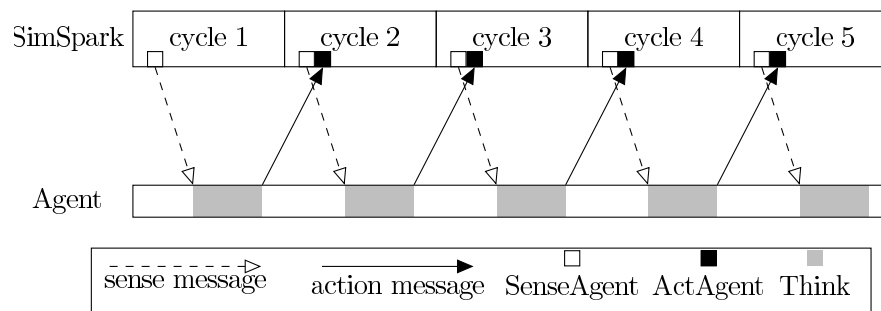 SimSpark cycle 1 cycle 2 cycle 3 cycle 4 cycle 5
Agent
sense message action message SenseAgent ActAgent Think